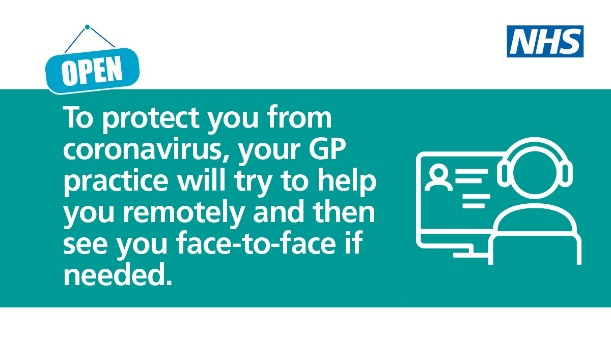 NHS
OPEN
To protect you from
coronavirus, your GP
practice will try to help
you remotely and then
see you face-to-face if
needed.